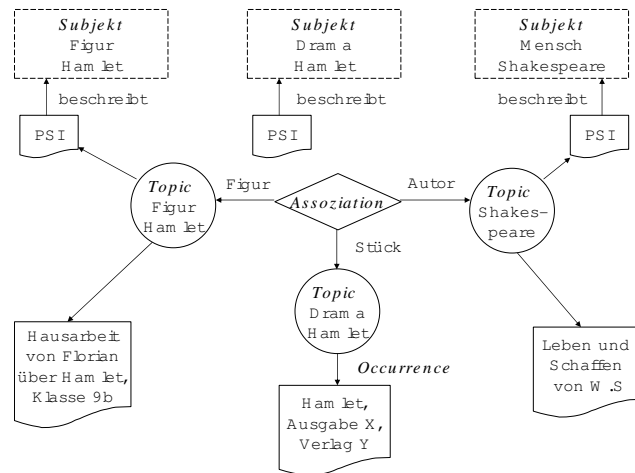 Subjekt
Figur
Hamlet
Subjekt
Drama
Hamlet
Subjekt
Mensch
Shakespeare
beschreibt
beschreibt
beschreibt
PSI
PSI
PSI
Topic
Figur
Hamlet
Figur
Assoziation
Autor
Topic
Shakes-
peare
Stück
Topic
Drama
Hamlet
Hausarbeit
von Florian
über Hamlet,
Klasse 9b
Occurrence
Leben und
Schaffen
von W.S
Hamlet,
Ausgabe X,
Verlag Y